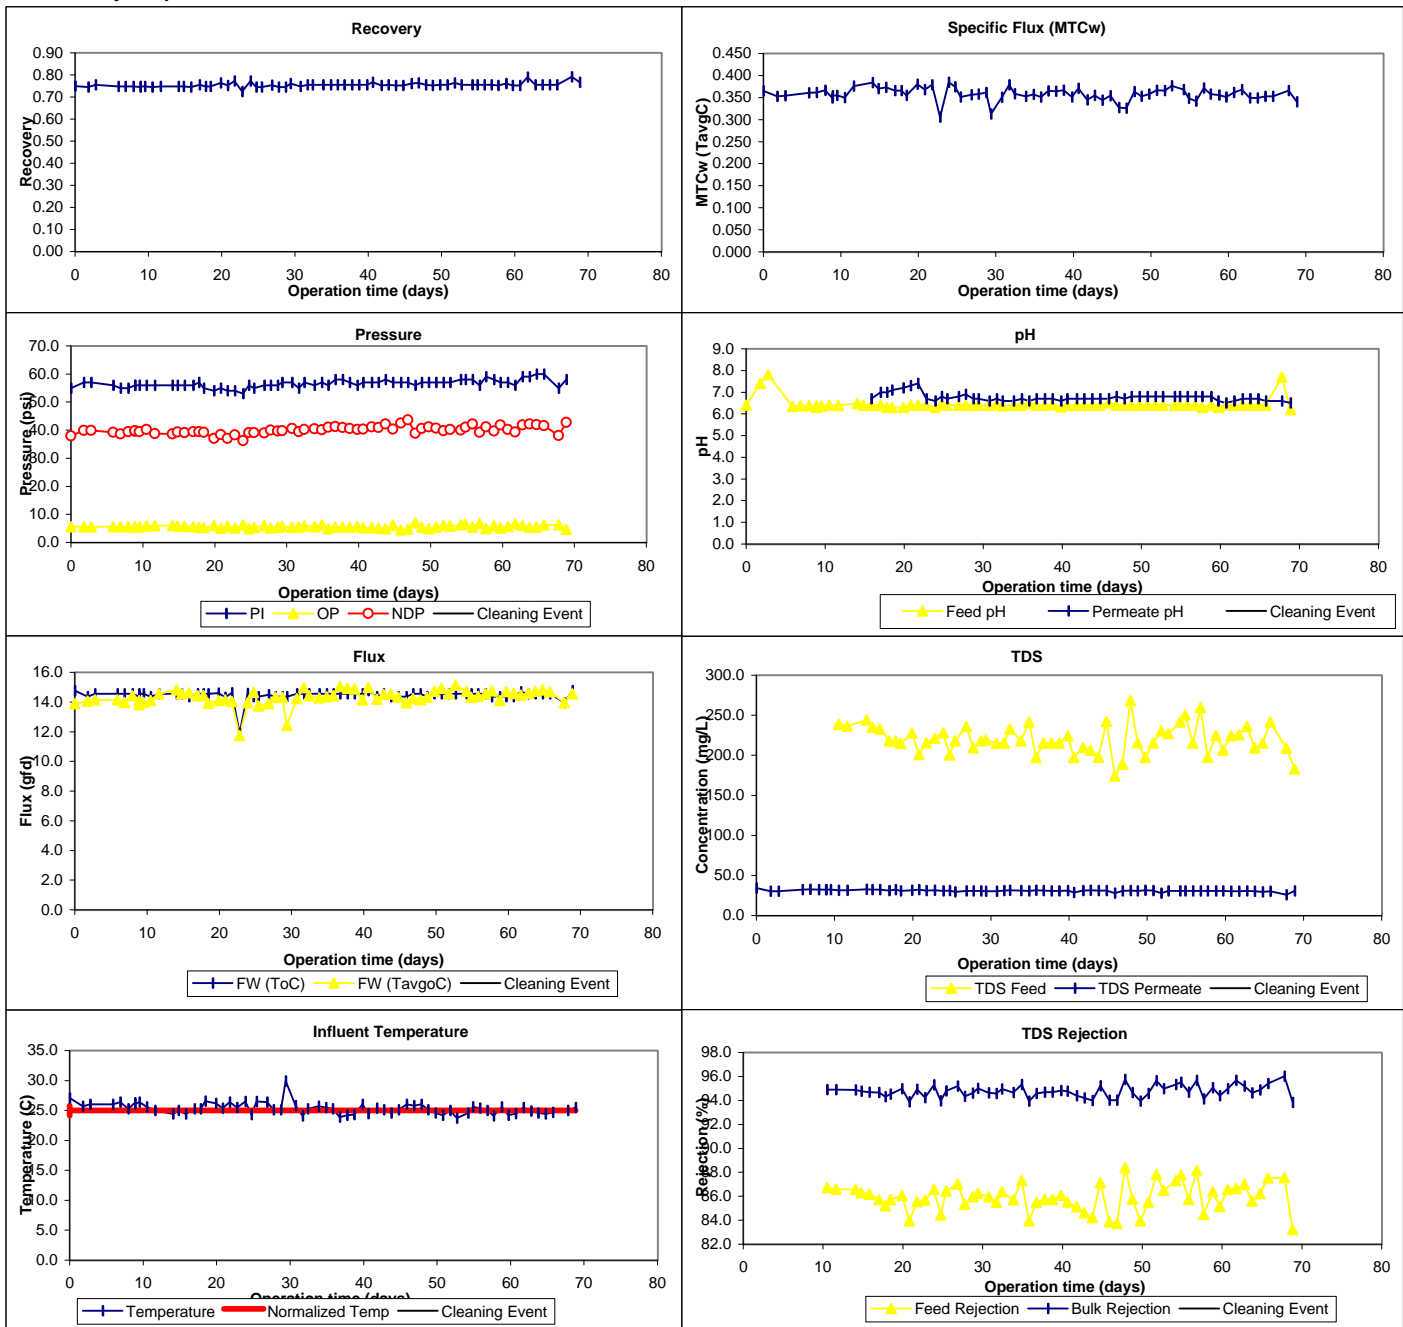 Recovery
0.90
0.80
0.70
0.60
0.50
0.40
0.30
0.20
0.10
0.00
Recovery
0 10 20 30 40 50 60 70 80
Operation time (days)
Specific Flux (MTCw)
0.450
0.400
0.350
0.300
0.250
0.200
0.150
0.100
0.050
0.000
MTCw (TavgC)
0 10 20 30 40 50 60 70 80
Operation time (days)
Pressure
70.0
60.0
50.0
40.0
30.0
20.0
10.0
0.0
Pressure (psi)
0 10 20 30 40 50 60 70 80
Operation time (days)
PI OP NDP Cleaning Event
pH
9.0
8.0
7.0
6.0
5.0
4.0
3.0
2.0
1.0
0.0
pH
0 10 20 30 40 50 60 70 80
Operation time (days)
Feed pH Permeate pH Cleaning Event
Flux
16.0
14.0
12.0
10.0
8.0
6.0
4.0
2.0
0.0
Flux (gfd)
0 10 20 30 40 50 60 70 80
Operation time (days)
FW (ToC) FW (TavgoC) Cleaning Event
TDS
300.0
250.0
200.0
150.0
100.0
50.0
0.0
Concentration (mg/L)
0 10 20 30 40 50 60 70 80
Operation time (days)
TDS Feed TDS Permeate Cleaning Event
Influent Temperature
35.0
30.0
25.0
20.0
15.0
10.0
5.0
0.0
Temperature (C)
0 10 20 30 40 50 60 70 80
Operation time (days)
Temperature Normalized Temp Cleaning Event
TDS Rejection
98.0
96.0
94.0
92.0
90.0
88.0
86.0
84.0
82.0
Rejection (%)
0 10 20 30 40 50 60 70 80
Operation time (days)
Feed Rejection Bulk Rejection Cleaning Event